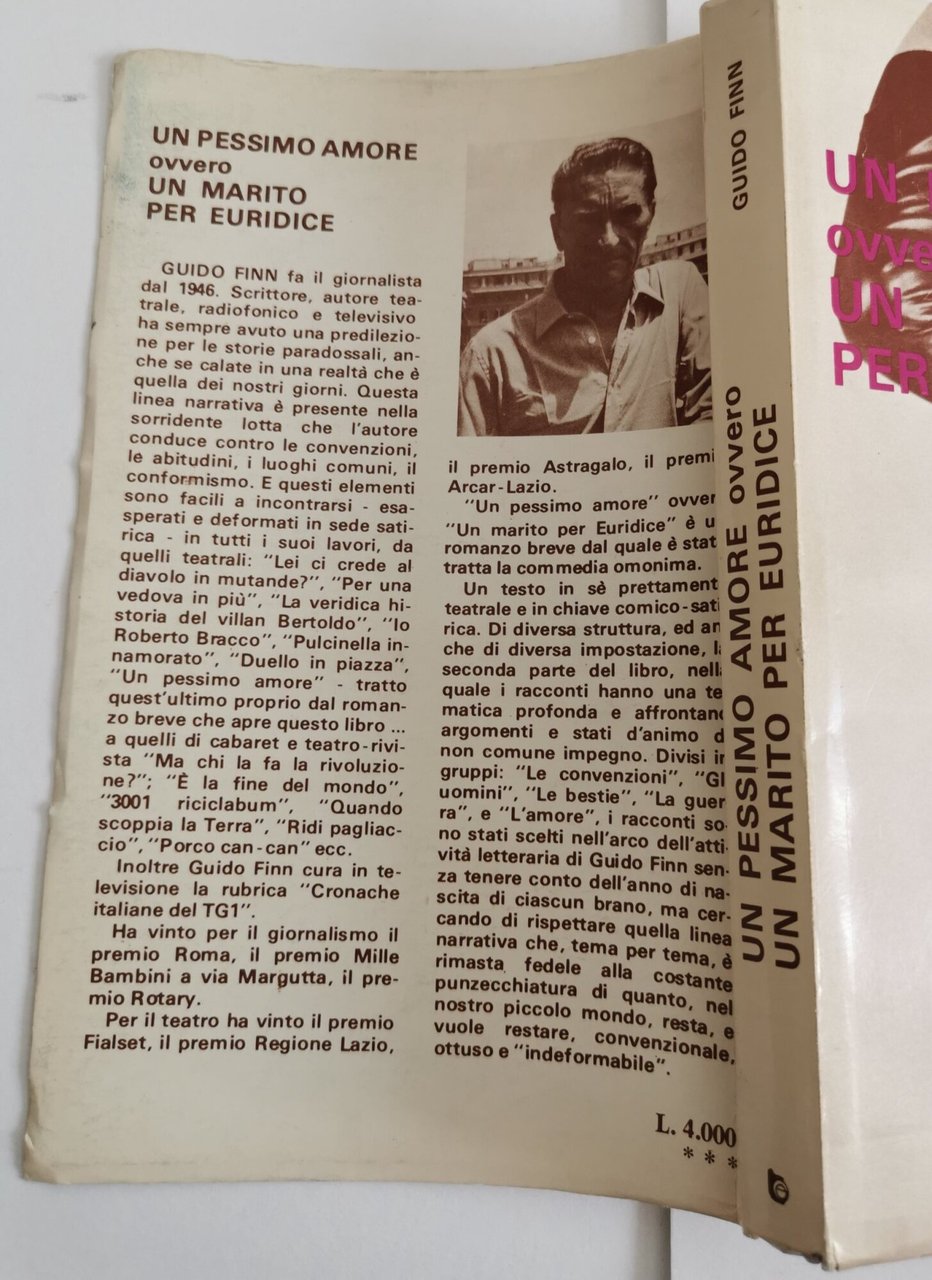 UN PESSIMO AMORE
ovvero
UN MARITO
PER EURIDICE
GUIDO FINN fa il giornalista
dal 1946. Scrittore, autore tea-
trale, radiofonico e televisivo
ha sempre avuto una predilezio-
ne per le storie paradossali, an-
che se calate in una realtà che è
quella dei nostri giorni. Questa
linea narrativa è presente nella
sorridente lotta che l'autore
conduce contro le convenzioni,
le abitudini, i luoghi comuni, il
conformismo. E questi elementi
sono facili a incontrarsi - esa-
sperati e deformati in sede sati-
rica - in tutti i suoi lavori, da
quelli teatrali: "Lei ci crede al
diavolo in mutande?", "Per una
vedova in più", "La veridica hi-
storia del villan Bertoldo", "Io
Roberto Bracco", "Pulcinella in-
namorato", "Duello in piazza",
"Un pessimo amore" - tratto
quest'ultimo proprio dal roman-
zo breve che apre questo libro ...
a quelli di cabaret e teatro-rivi-
sta "Ma chi la fa la rivoluzio-
ne?"; "È la fine del mondo",
"3001 riciclabum", "Quando
scoppia la Terra", "Ridi pagliac-
cio", "Porco can-can" ecc.
Inoltre Guido Finn cura in te-
levisione la rubrica "Cronache
italiane del TG1".
Ha vinto per il giornalismo il
premio Roma, il premio Mille
Bambini a via Margutta, il pre-
mio Rotary.
Per il teatro ha vinto il premio
Fialset, il premio Regione Lazio,
il premio Astragalo, il premi
Arcar-Lazio.
"Un pessimo amore" ovver
"Un marito per Euridice" è u
romanzo breve dal quale è stat
tratta la commedia omonima.
Un testo in sè prettament
teatrale e in chiave comico-sati
rica. Di diversa struttura, ed an
che di diversa impostazione, l
seconda parte del libro, nell
quale i racconti hanno una te
matica profonda e affrontan
argomenti e stati d'animo d
non comune impegno. Divisi in
gruppi: "Le convenzioni", "Gl
uomini", "Le bestie", "La guer
ra", e "L'amore", i racconti so-
no stati scelti nell'arco dell'atti-
vità letteraria di Guido Finn sen-
za tenere conto dell'anno di na-
scita di ciascun brano, ma cer-
cando di rispettare quella linea
narrativa che, tema per tema, è
rimasta fedele alla costante
punzecchiatura di quanto, nel
nostro piccolo mondo, resta, e
vuole restare, convenzionale,
ottuso e "indeformabile".
L. 4.000
* * *
GUIDO FINN
UN PESSIMO AMORE ovvero
UN MARITO PER EURIDICE
UN
ovve
UN
PER